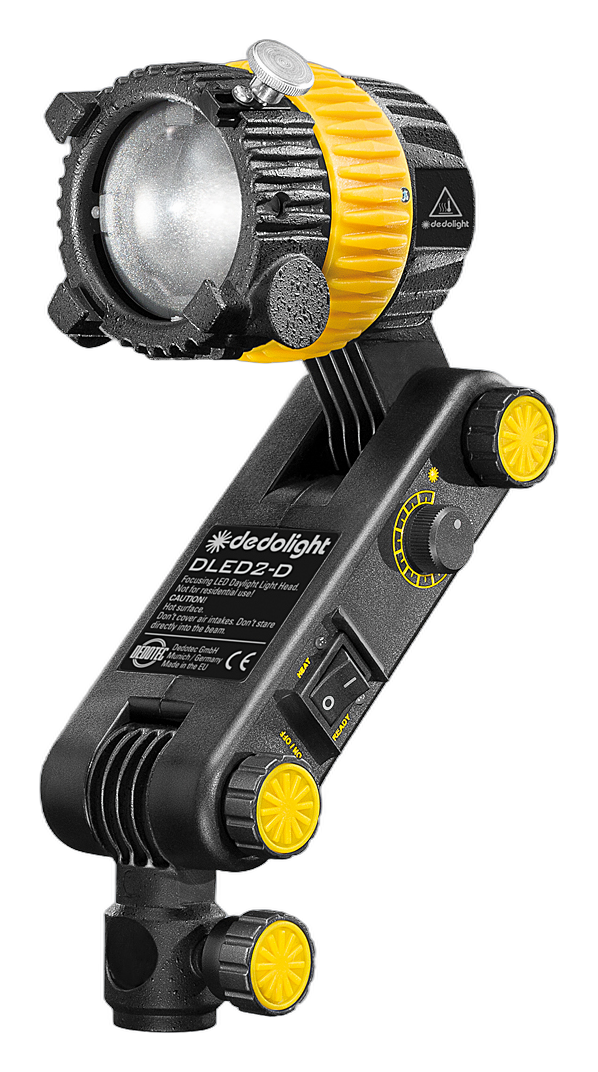 dedolight
dedolight
DLED2-D
Focusing LED Daylight Light Head.
Not for residential use!
CAUTION!
Hot surface.
Don't cover air intakes. Don't stare
directly into the beam.
DEDOTEC
Dedotec GmbH
Munich / Germany
Made in the EU
CE
HEAT
READY
ON / OFF